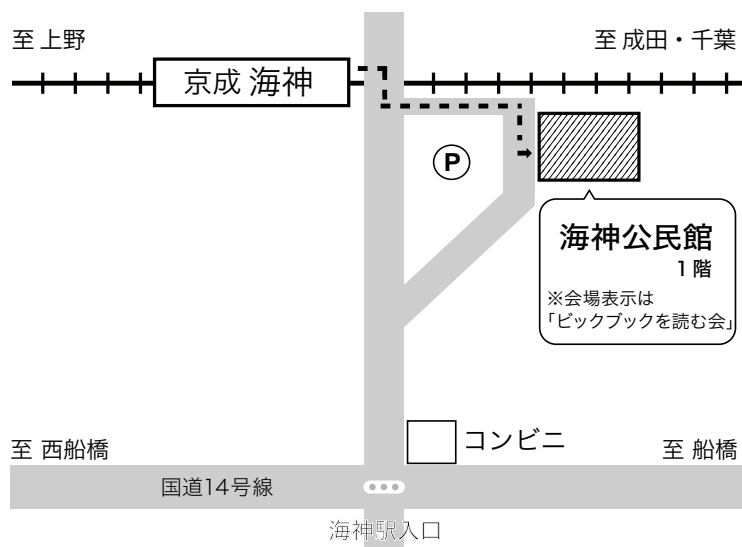 至 上野
至 成田・千葉
京成 海神
P
海神公民館
1階
※会場表示は
「ビックブックを読む会」
コンビニ
至 西船橋
至 船橋
国道14号線
海神駅入口